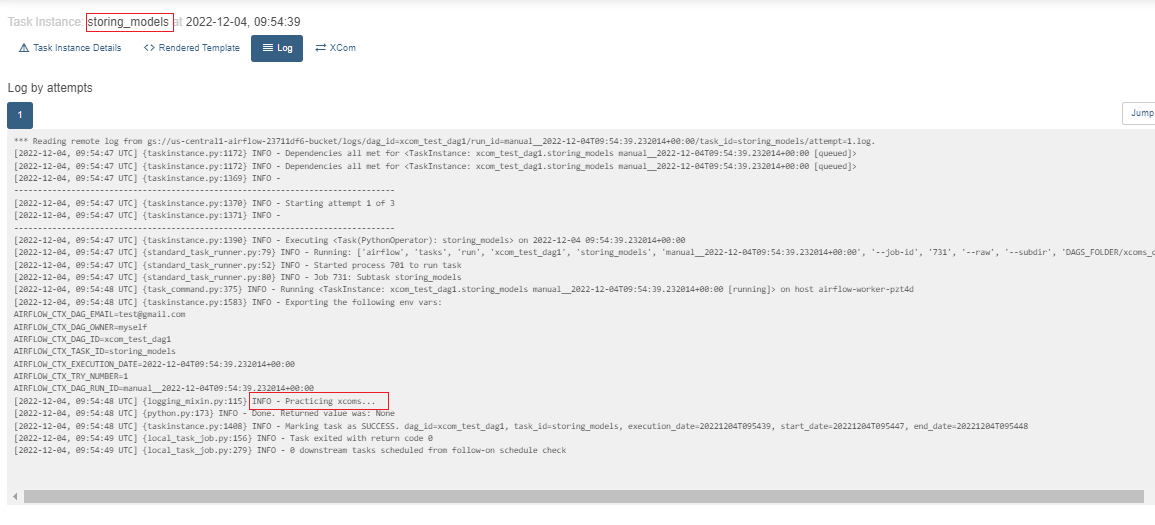 Task Instance: storing_models at 2022-12-04, 09:54:39
Task Instance Details Rendered Template Log XCom
Log by attempts
1
Jump
*** Reading remote log from gs://us-central1-airflow-23711df6-bucket/logs/dag_id=xcom_test_dag1/run_id=manual__2022-12-04T09:54:39.232014+00:00/task_id=storing_models/attempt=1.log.
[2022-12-04, 09:54:47 UTC] {taskinstance.py:1172} INFO - Dependencies all met for <TaskInstance: xcom_test_dag1.storing_models manual__2022-12-04T09:54:39.232014+00:00 [queued]>
[2022-12-04, 09:54:47 UTC] {taskinstance.py:1172} INFO - Dependencies all met for <TaskInstance: xcom_test_dag1.storing_models manual__2022-12-04T09:54:39.232014+00:00 [queued]>
[2022-12-04, 09:54:47 UTC] {taskinstance.py:1369} INFO -
--------------------------------------------------------------------------------
[2022-12-04, 09:54:47 UTC] {taskinstance.py:1370} INFO - Starting attempt 1 of 3
[2022-12-04, 09:54:47 UTC] {taskinstance.py:1371} INFO -
--------------------------------------------------------------------------------
[2022-12-04, 09:54:47 UTC] {taskinstance.py:1390} INFO - Executing <Task(PythonOperator): storing_models> on 2022-12-04 09:54:39.232014+00:00
[2022-12-04, 09:54:47 UTC] {standard_task_runner.py:79} INFO - Running: ['airflow', 'tasks', 'run', 'xcom_test_dag1', 'storing_models', 'manual__2022-12-04T09:54:39.232014+00:00', '--job-id', '731', '--raw', '--subdir', 'DAGS_FOLDER/xcoms_
[2022-12-04, 09:54:47 UTC] {standard_task_runner.py:52} INFO - Started process 701 to run task
[2022-12-04, 09:54:47 UTC] {standard_task_runner.py:80} INFO - Job 731: Subtask storing_models
[2022-12-04, 09:54:48 UTC] {task_command.py:375} INFO - Running <TaskInstance: xcom_test_dag1.storing_models manual__2022-12-04T09:54:39.232014+00:00 [running]> on host airflow-worker-pzt4d
[2022-12-04, 09:54:48 UTC] {taskinstance.py:1583} INFO - Exporting the following env vars:
AIRFLOW_CTX_DAG_EMAIL=test@gmail.com
AIRFLOW_CTX_DAG_OWNER=myself
AIRFLOW_CTX_DAG_ID=xcom_test_dag1
AIRFLOW_CTX_TASK_ID=storing_models
AIRFLOW_CTX_EXECUTION_DATE=2022-12-04T09:54:39.232014+00:00
AIRFLOW_CTX_TRY_NUMBER=1
AIRFLOW_CTX_DAG_RUN_ID=manual__2022-12-04T09:54:39.232014+00:00
[2022-12-04, 09:54:48 UTC] {logging_mixin.py:115} INFO - Practicing xcoms...
[2022-12-04, 09:54:48 UTC] {python.py:173} INFO - Done. Returned value was: None
[2022-12-04, 09:54:48 UTC] {taskinstance.py:1408} INFO - Marking task as SUCCESS. dag_id=xcom_test_dag1, task_id=storing_models, execution_date=20221204T095439, start_date=20221204T095447, end_date=20221204T095448
[2022-12-04, 09:54:49 UTC] {local_task_job.py:156} INFO - Task exited with return code 0
[2022-12-04, 09:54:49 UTC] {local_task_job.py:279} INFO - 0 downstream tasks scheduled from follow-on schedule check